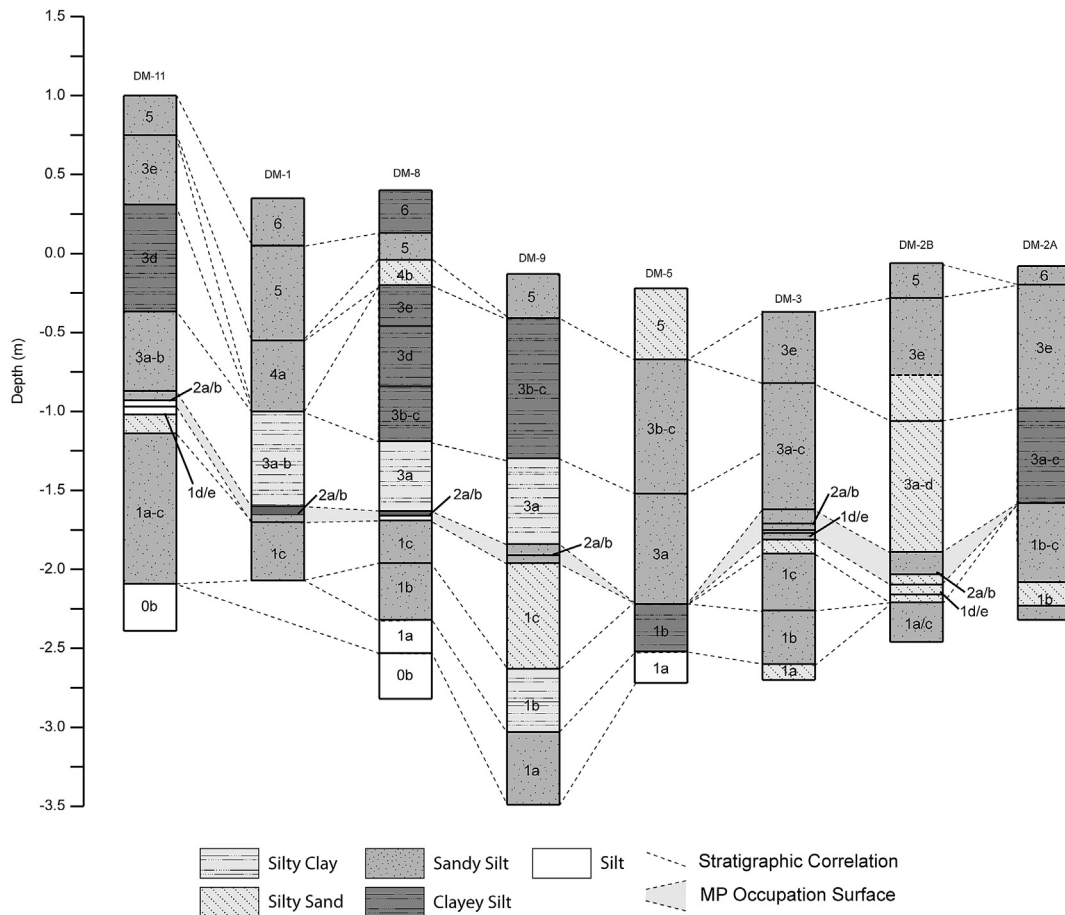 1.5
1.0
0.5
0.0
-0.5
-1.0
-1.5
-2.0
-2.5
-3.0
-3.5
Depth (m)
DM-11
5
3e
3d
3a-b
2a/b
1d/e
1a-c
0b
DM-1
6
5
4a
3a-b
2a/b
1c
DM-8
6
5
4b
3e
3d
3b-c
3a
2a/b
1c
1b
1a
0b
DM-9
5
3b-c
3a
2a/b
1c
1b
1a
DM-5
5
3b-c
3a
1b
1a
DM-3
3e
3a-c
2a/b
1d/e
1c
1b
1a
DM-2B
5
3e
3a-d
2a/b
1d/e
1a/c
DM-2A
6
3e
3a-c
1b-c
1b
Silty Clay
Sandy Silt
Silt
Stratigraphic Correlation
Silty Sand
Clayey Silt
MP Occupation Surface